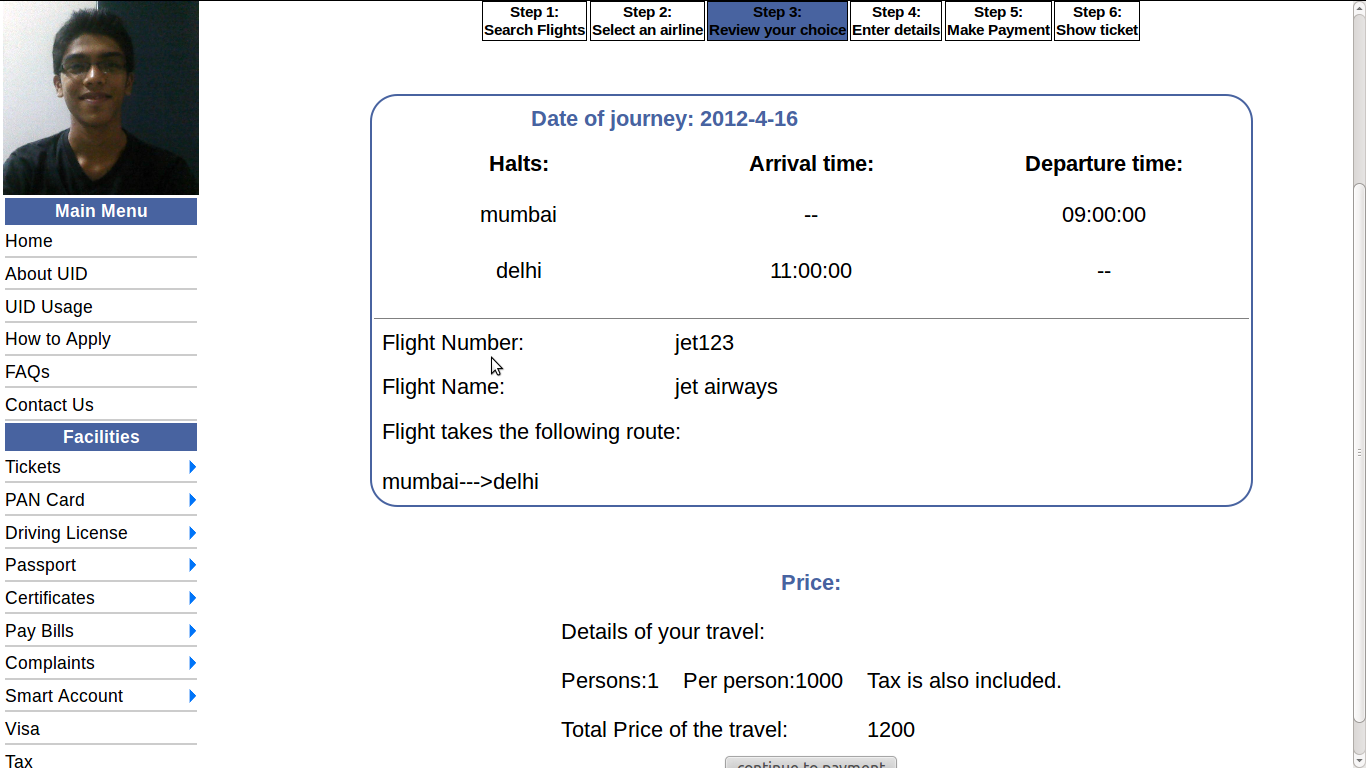 Step 1: Step 2: Step 3: Step 4: Step 5: Step 6:
Search Flights Select an airline Review your choice Enter details Make Payment Show ticket
Main Menu
Home
About UID
UID Usage
How to Apply
FAQs
Contact Us
Facilities
Tickets
PAN Card
Driving License
Passport
Certificates
Pay Bills
Complaints
Smart Account
Visa
Tax
Date of journey: 2012-4-16
Halts: Arrival time: Departure time:
mumbai -- 09:00:00
delhi 11:00:00 --
Flight Number: jet123
Flight Name: jet airways
Flight takes the following route:
mumbai--->delhi
Price:
Details of your travel:
Persons:1 Per person:1000 Tax is also included.
Total Price of the travel: 1200
continue to payment